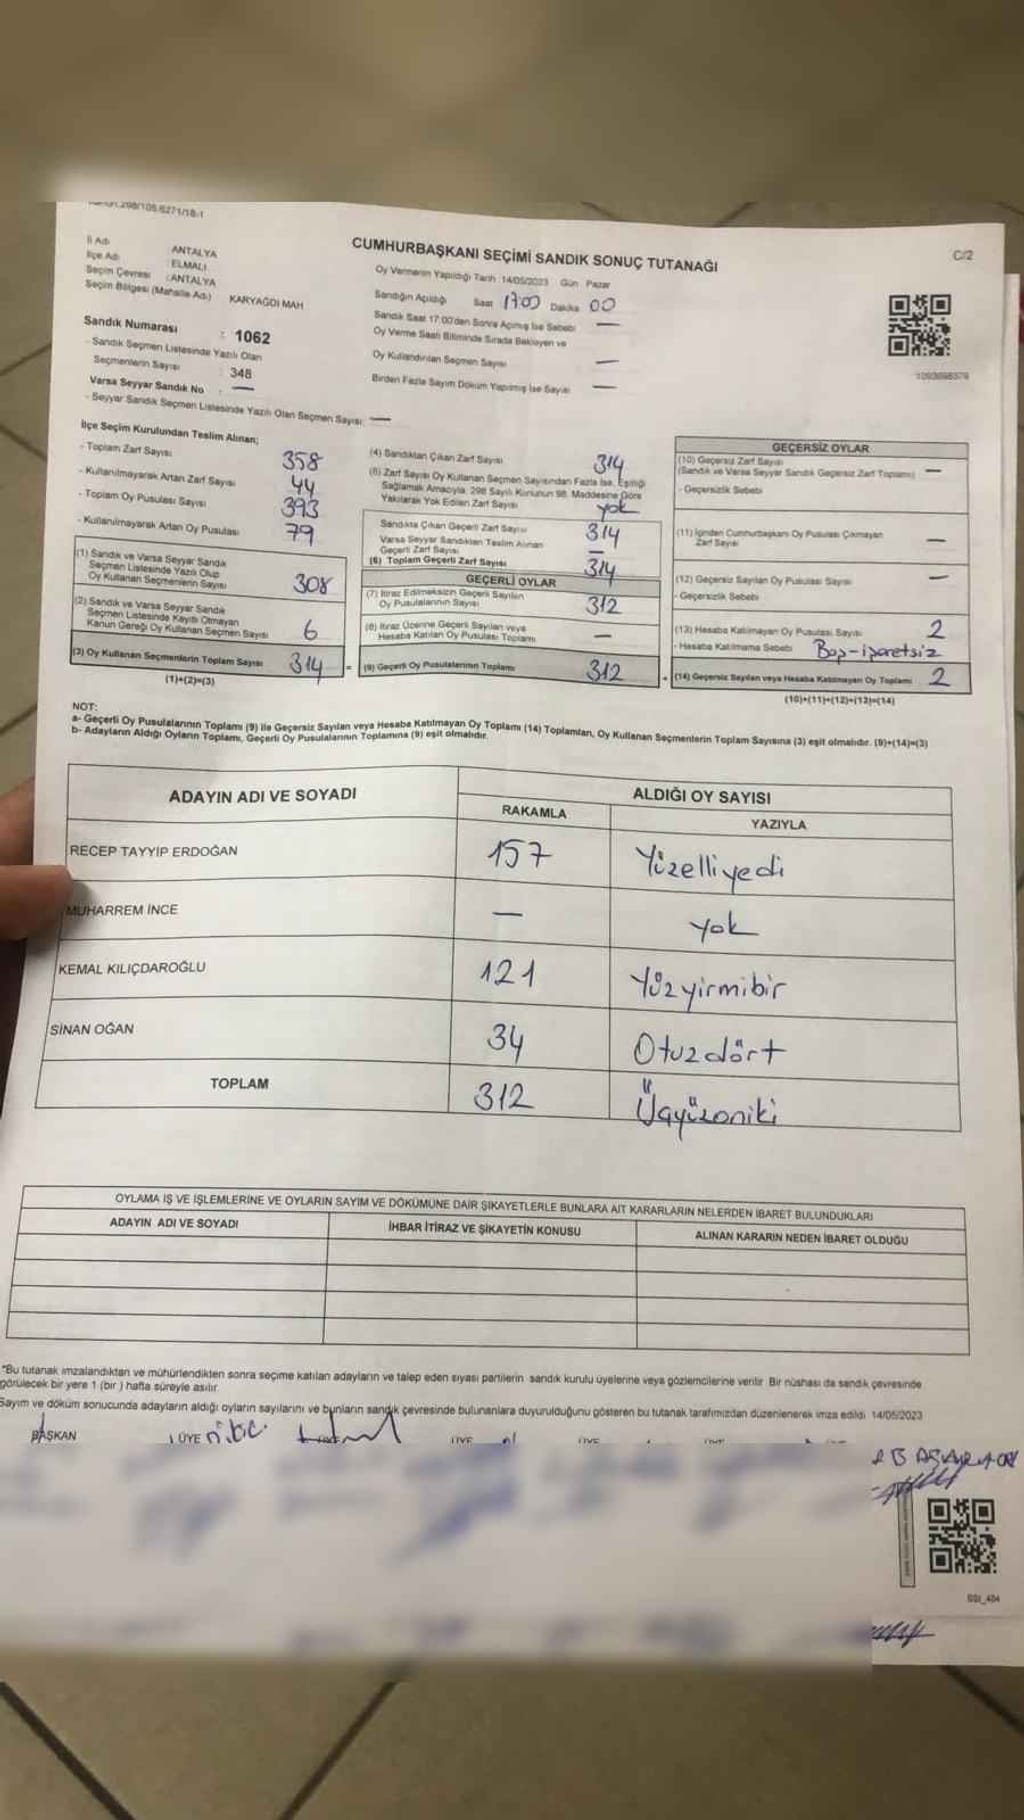 CUMHURBAŞKANI SEÇİMİ SANDIK SONUÇ TUTANAĞI
C/2
İl Adı ANTALYA
İlçe Adı : ELMALI
Seçim Çevresi : ANTALYA
Seçim Bölgesi (Mahalle Adı) KARYAĞDI MAH
Sandık Numarası : 1062
- Sandık Seçmen Listesinde Yazılı Olan
Seçmenlerin Sayısı : 348
Varsa Seyyar Sandık No : —
- Seyyar Sandık Seçmen Listesinde Yazılı Olan Seçmen Sayısı: —
Oy Vermenin Yapıldığı Tarih :14/05/2023 Gün Pazar
Sandığın Açıldığı Saat 17:00 Dakika 00
Sandık Saat 17:00'den Sonra Açılmış İse Sebebi —
Oy Verme Saati Bitiminde Sırada Bekleyen ve
Oy Kullandırılan Seçmen Sayısı —
Birden Fazla Sayım Döküm Yapılmış İse Sayısı —
İlçe Seçim Kurulundan Teslim Alınan;
- Toplam Zarf Sayısı 358
- Kullanılmayarak Artan Zarf Sayısı 44
- Toplam Oy Pusulası Sayısı 393
- Kullanılmayarak Artan Oy Pusulası 79
(1) Sandık ve Varsa Seyyar Sandık
Seçmen Listesinde Yazılı Olup
Oy Kullanan Seçmenlerin Sayısı 308
(2) Sandık ve Varsa Seyyar Sandık
Seçmen Listesinde Kayıtlı Olmayan
Kanun Gereği Oy Kullanan Seçmen Sayısı 6
(3) Oy Kullanan Seçmenlerin Toplam Sayısı 314
(1)+(2)=(3)
(4) Sandıktan Çıkan Zarf Sayısı 314
(5) Zarf Sayısı Oy Kullanan Seçmen Sayısından Fazla İse, Eşitliği
Sağlamak Amacıyla, 298 Sayılı Kanunun 98. Maddesine Göre
Yakılarak Yok Edilen Zarf Sayısı yok
Sandıkta Çıkan Geçerli Zarf Sayısı 314
Varsa Seyyar Sandıktan Teslim Alınan
Geçerli Zarf Sayısı —
(6) Toplam Geçerli Zarf Sayısı 314
GEÇERLİ OYLAR
(7) İtiraz Edilmeksizin Geçerli Sayılan
Oy Pusulalarının Sayısı 312
(8) İtiraz Üzerine Geçerli Sayılan veya
Hesaba Katılan Oy Pusulası Toplamı —
= (9) Geçerli Oy Pusulalarının Toplamı 312
GEÇERSİZ OYLAR
(10) Geçersiz Zarf Sayısı
(Sandık ve Varsa Seyyar Sandık Geçersiz Zarf Toplamı) —
- Geçersizlik Sebebi
(11) İçinden Cumhurbaşkanı Oy Pusulası Çıkmayan
Zarf Sayısı —
(12) Geçersiz Sayılan Oy Pusulası Sayısı —
- Geçersizlik Sebebi
(13) Hesaba Katılmayan Oy Pusulası Sayısı 2
- Hesaba Katılmama Sebebi Boş-işaretsiz
+ (14) Geçersiz Sayılan veya Hesaba Katılmayan Oy Toplamı 2
(10)+(11)+(12)+(13)=(14)
NOT:
a- Geçerli Oy Pusulalarının Toplamı (9) ile Geçersiz Sayılan veya Hesaba Katılmayan Oy Toplamı (14) Toplamları, Oy Kullanan Seçmenlerin Toplam Sayısına (3) eşit olmalıdır. (9)+(14)=(3)
b- Adayların Aldığı Oyların Toplamı, Geçerli Oy Pusulalarının Toplamına (9) eşit olmalıdır.
ADAYIN ADI VE SOYADI ALDIĞI OY SAYISI
RAKAMLA YAZIYLA
RECEP TAYYIP ERDOĞAN 157 Yüzelliyedi
MUHARREM İNCE — yok
KEMAL KILIÇDAROĞLU 121 Yüzyirmibir
SİNAN OĞAN 34 Otuzdört
TOPLAM 312 Üçyüzoniki
OYLAMA İŞ VE İŞLEMLERİNE VE OYLARIN SAYIM VE DÖKÜMÜNE DAİR ŞİKAYETLERLE BUNLARA AİT KARARLARIN NELERDEN İBARET BULUNDUKLARI
ADAYIN ADI VE SOYADI İHBAR İTİRAZ VE ŞİKAYETİN KONUSU ALINAN KARARIN NEDEN İBARET OLDUĞU
*Bu tutanak imzalandıktan ve mühürlendikten sonra seçime katılan adayların ve talep eden siyasi partilerin sandık kurulu üyelerine veya gözlemcilerine verilir. Bir nüshası da sandık çevresinde
görülecek bir yere 1 (bir) hafta süreyle asılır.
Sayım ve döküm sonucunda adayların aldığı oyların sayılarını ve bunların sandık çevresinde bulunanlara duyurulduğunu gösteren bu tutanak tarafımızdan düzenlenerek imza edildi. 14/05/2023
BAŞKAN ÜYE